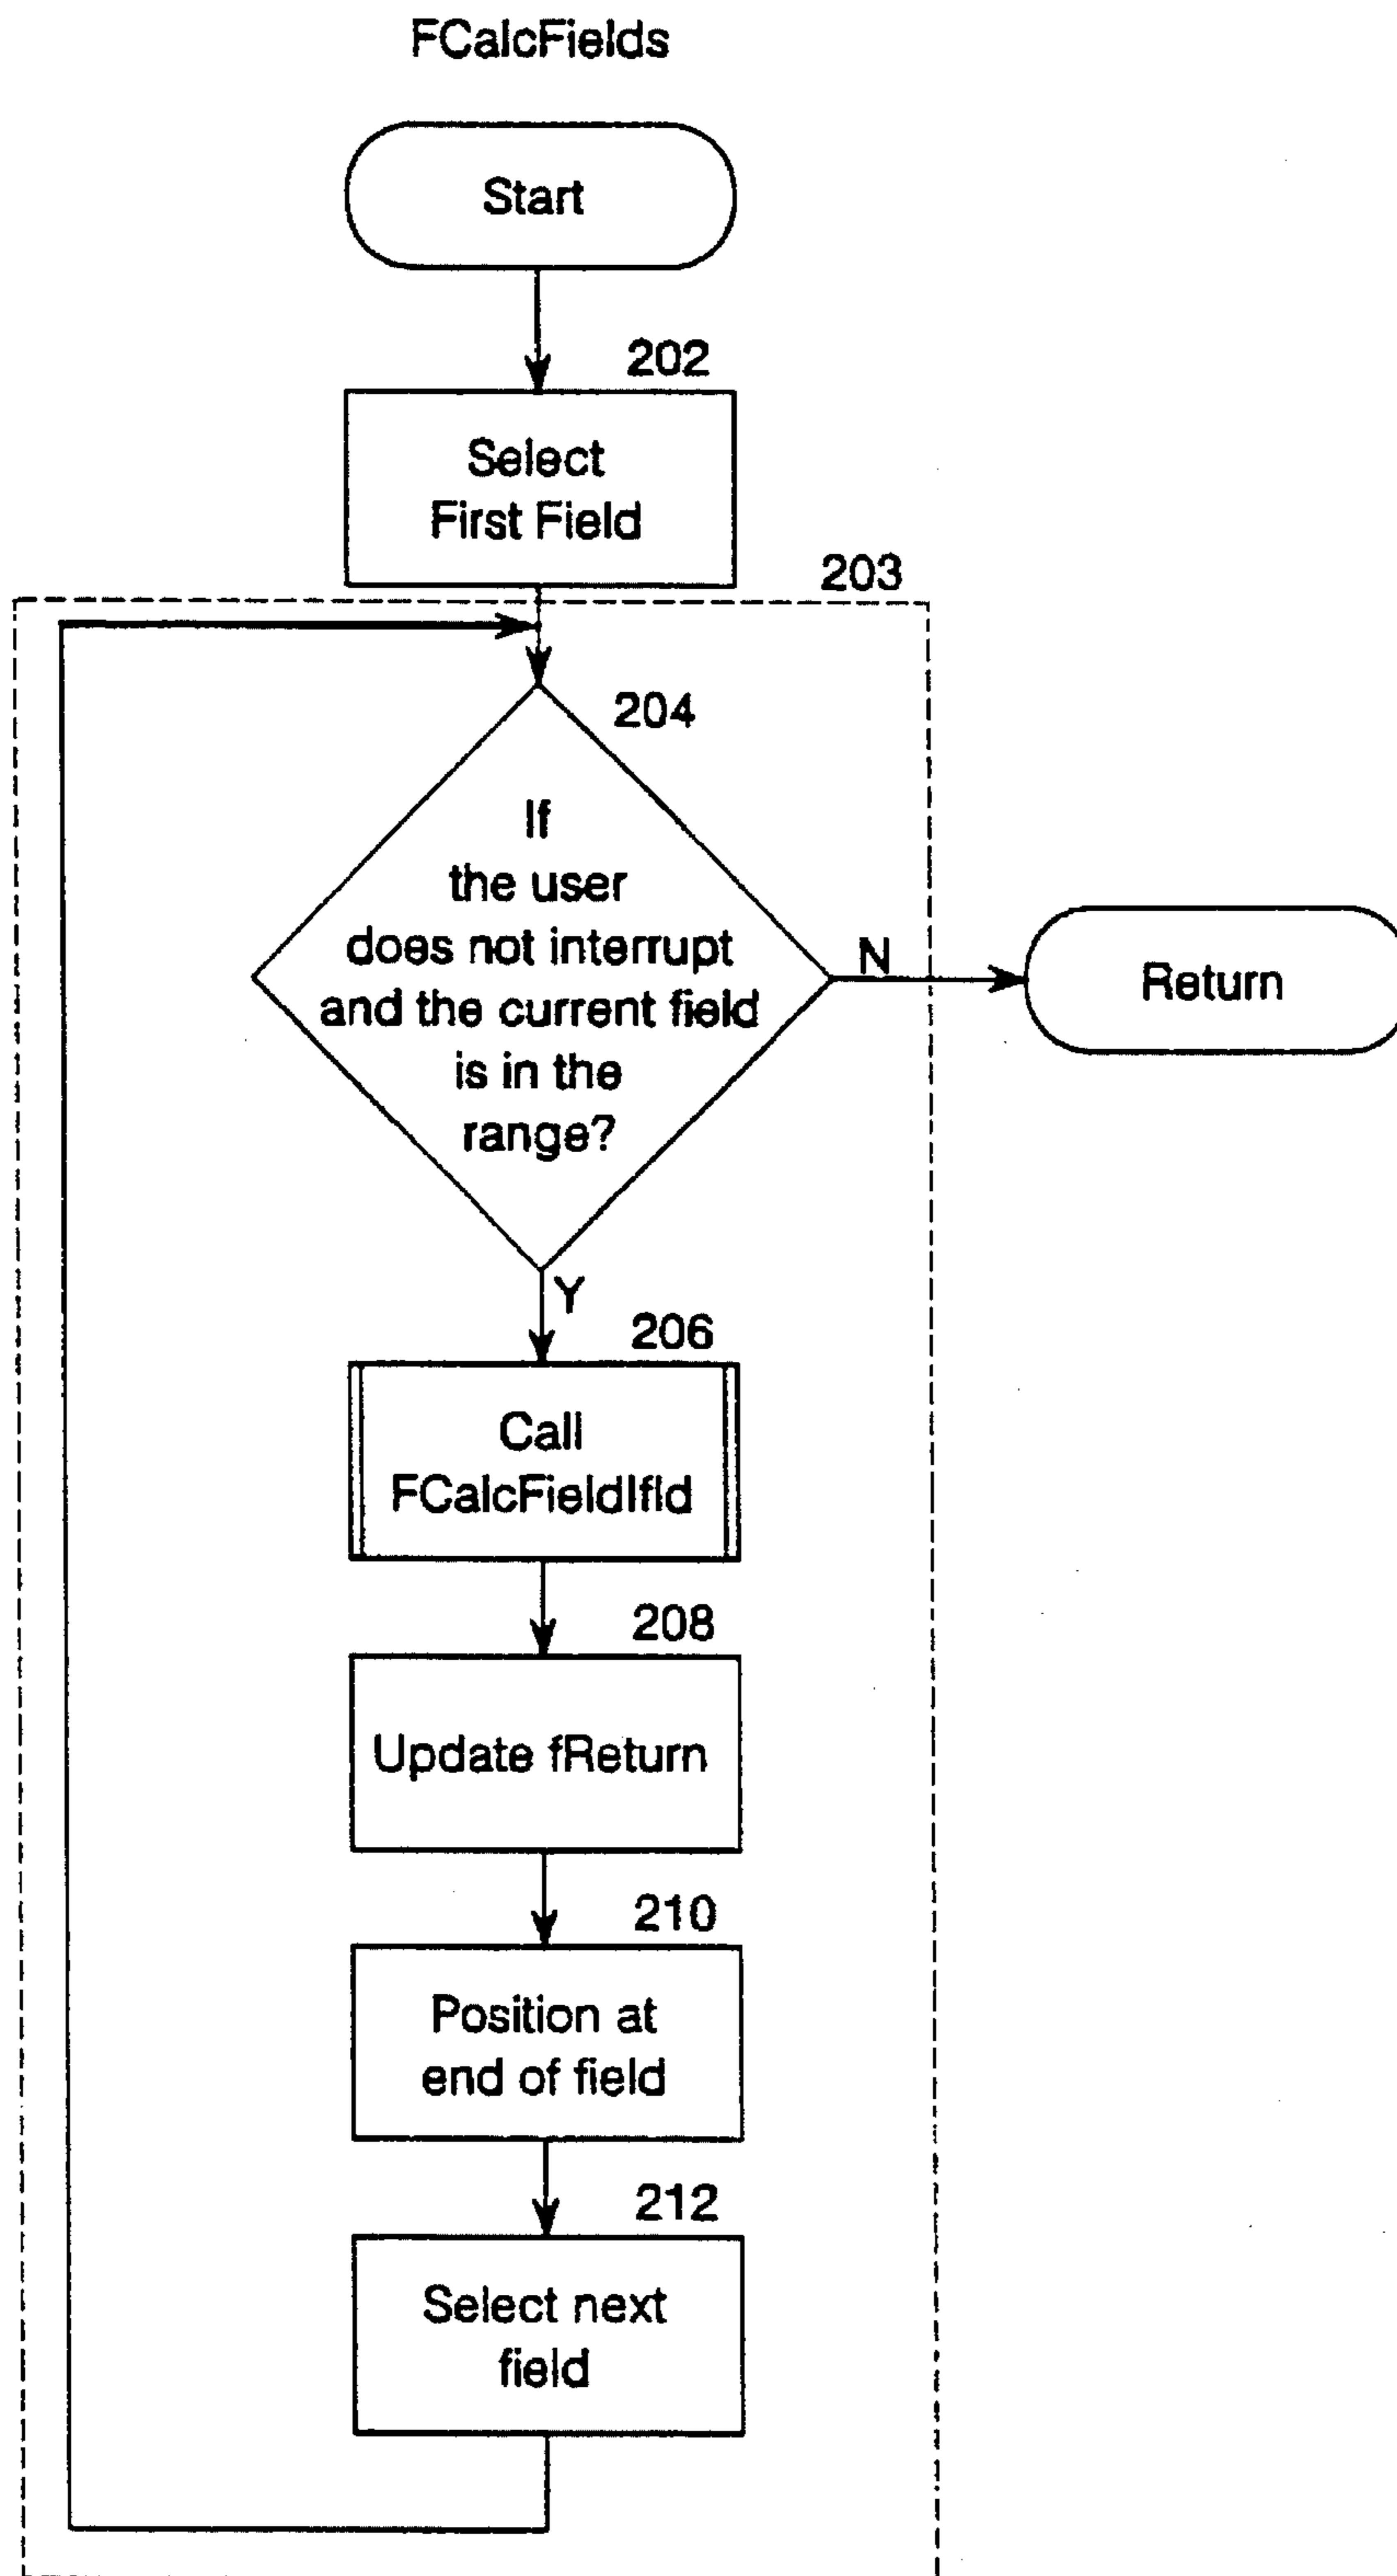 FCalcFields
Start
202
Select
First Field
203
204
If
the user
does not interrupt
and the current field
is in the
range?
N
Return
Y
206
Call
FCalcFieldIfld
208
Update fReturn
210
Position at
end of field
212
Select next
field